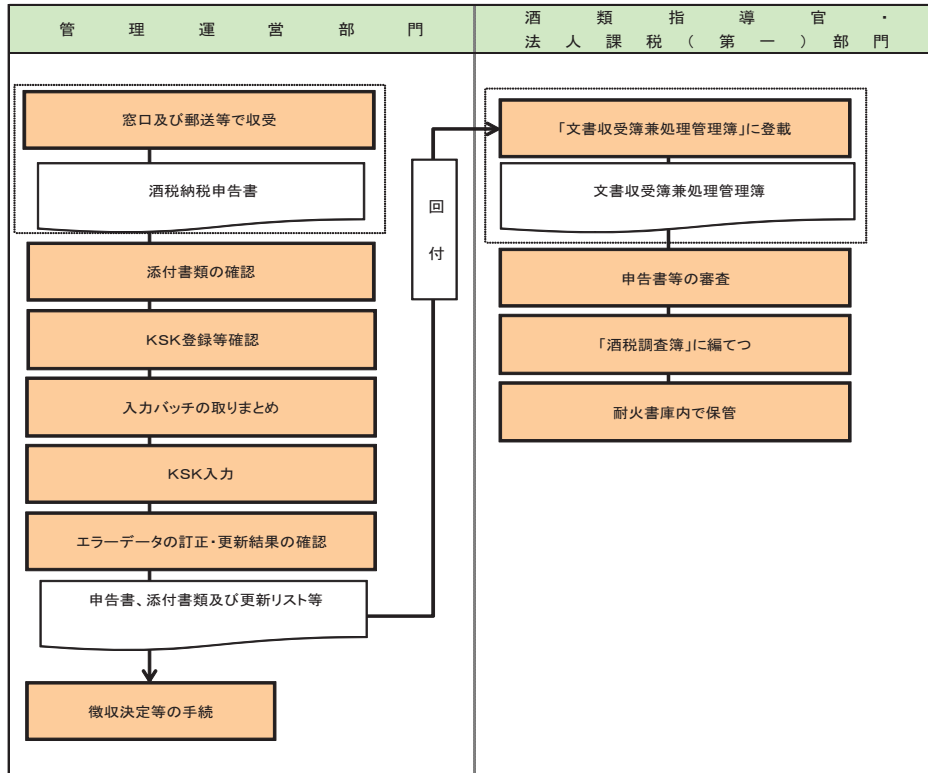 管理運営部門
酒類指導官・
法人課税(第一)部門
窓口及び郵送等で収受
酒税納税申告書
添付書類の確認
KSK登録等確認
入力バッチの取りまとめ
KSK入力
エラーデータの訂正・更新結果の確認
申告書、添付書類及び更新リスト等
徴収決定等の手続
回付
「文書収受簿兼処理管理簿」に登載
文書収受簿兼処理管理簿
申告書等の審査
「酒税調査簿」に編てつ
耐火書庫内で保管